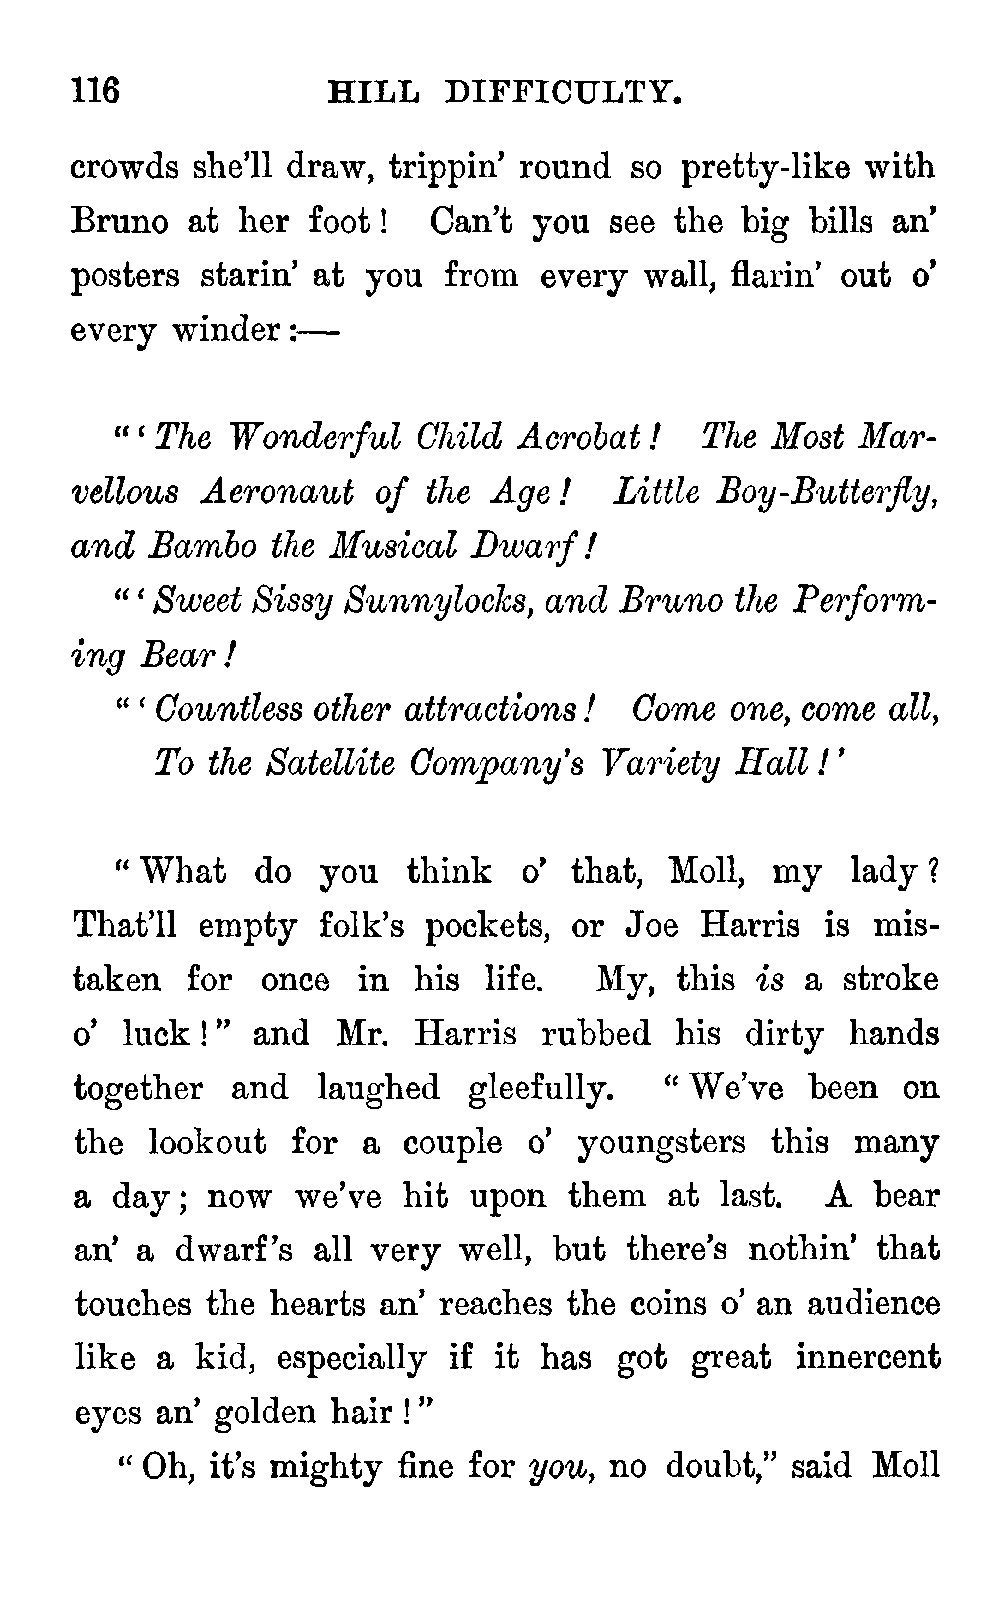 116 HILL DIFFICULTY.
crowds she'll draw, trippin' round so pretty-like with
Bruno at her foot! Can't you see the big bills an'
posters starin' at you from every wall, flarin' out o'
every winder:—
"'The Wonderful Child Acrobat! The Most Mar-
vellous Aeronaut of the Age! Little Boy-Butterfly,
and Bambo the Musical Dwarf!
"'Sweet Sissy Sunnylocks, and Bruno the Perform-
ing Bear!
"'Countless other attractions! Come one, come all,
To the Satellite Company's Variety Hall!'
"What do you think o' that, Moll, my lady?
That'll empty folk's pockets, or Joe Harris is mis-
taken for once in his life. My, this is a stroke
o' luck!" and Mr. Harris rubbed his dirty hands
together and laughed gleefully. "We've been on
the lookout for a couple o' youngsters this many
a day; now we've hit upon them at last. A bear
an' a dwarf's all very well, but there's nothin' that
touches the hearts an' reaches the coins o' an audience
like a kid, especially if it has got great innercent
eyes an' golden hair!"
"Oh, it's mighty fine for you, no doubt," said Moll